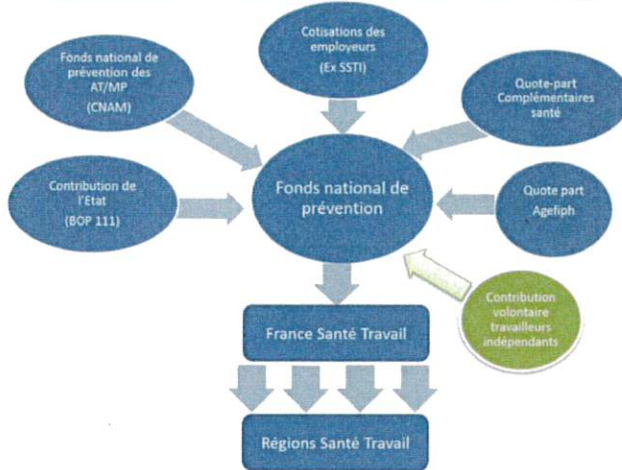 Cotisations des
employeurs
(Ex SSTI)
Fonds national de
prévention des
AT/MP
(CNAM)
Quote-part
Complémentaires
santé
Contribution de
l'Etat
(BOP 111)
Fonds national de
prévention
Quote part
Agefiph
Contribution
volontaire
travailleurs
indépendants
France Santé Travail
Régions Santé Travail